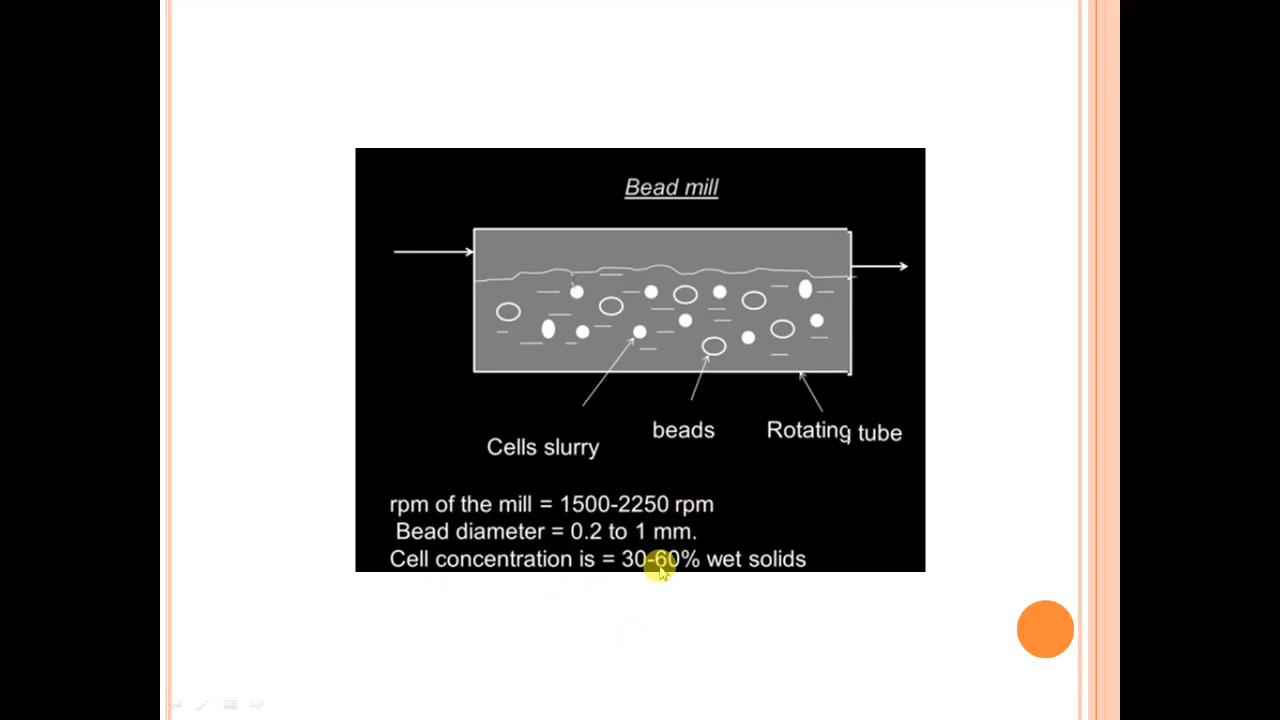 Bead mill
Cells slurry
beads
Rotating tube
rpm of the mill = 1500-2250 rpm
Bead diameter = 0.2 to 1 mm.
Cell concentration is = 30-60% wet solids